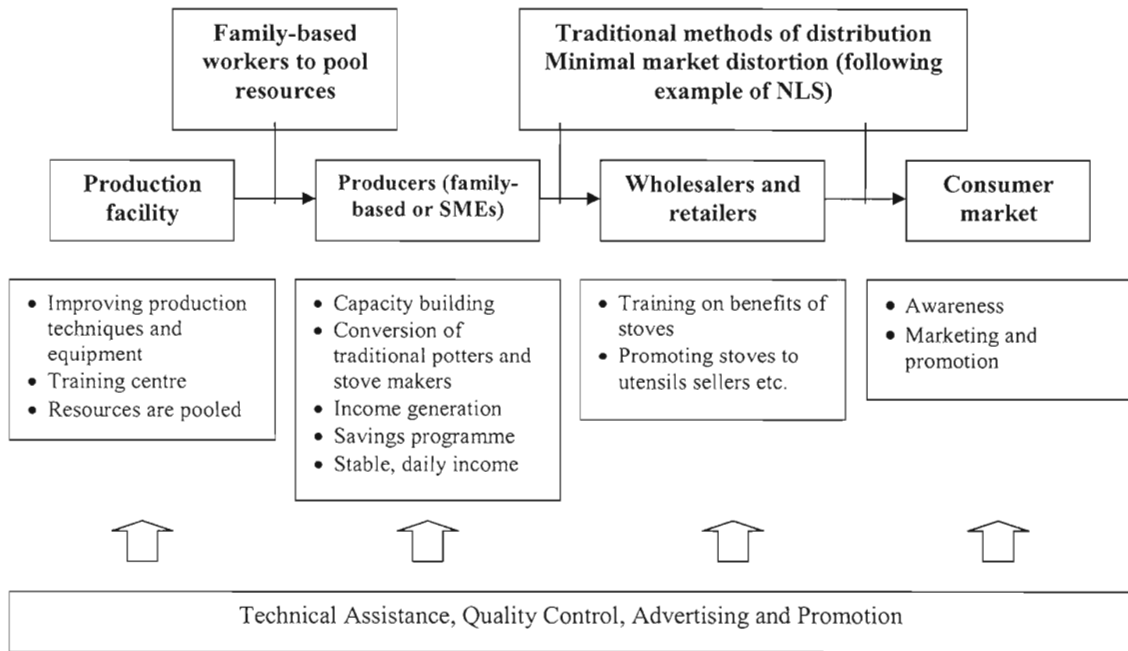 Family-based
workers to pool
resources
Traditional methods of distribution
Minimal market distortion (following
example of NLS)
Production
facility
Producers (family-
based or SMEs)
Wholesalers and
retailers
Consumer
market
• Improving production
techniques and
equipment
• Training centre
• Resources are pooled
• Capacity building
• Conversion of
traditional potters and
stove makers
• Income generation
• Savings programme
• Stable, daily income
• Training on benefits of
stoves
• Promoting stoves to
utensils sellers etc.
• Awareness
• Marketing and
promotion
Technical Assistance, Quality Control, Advertising and Promotion